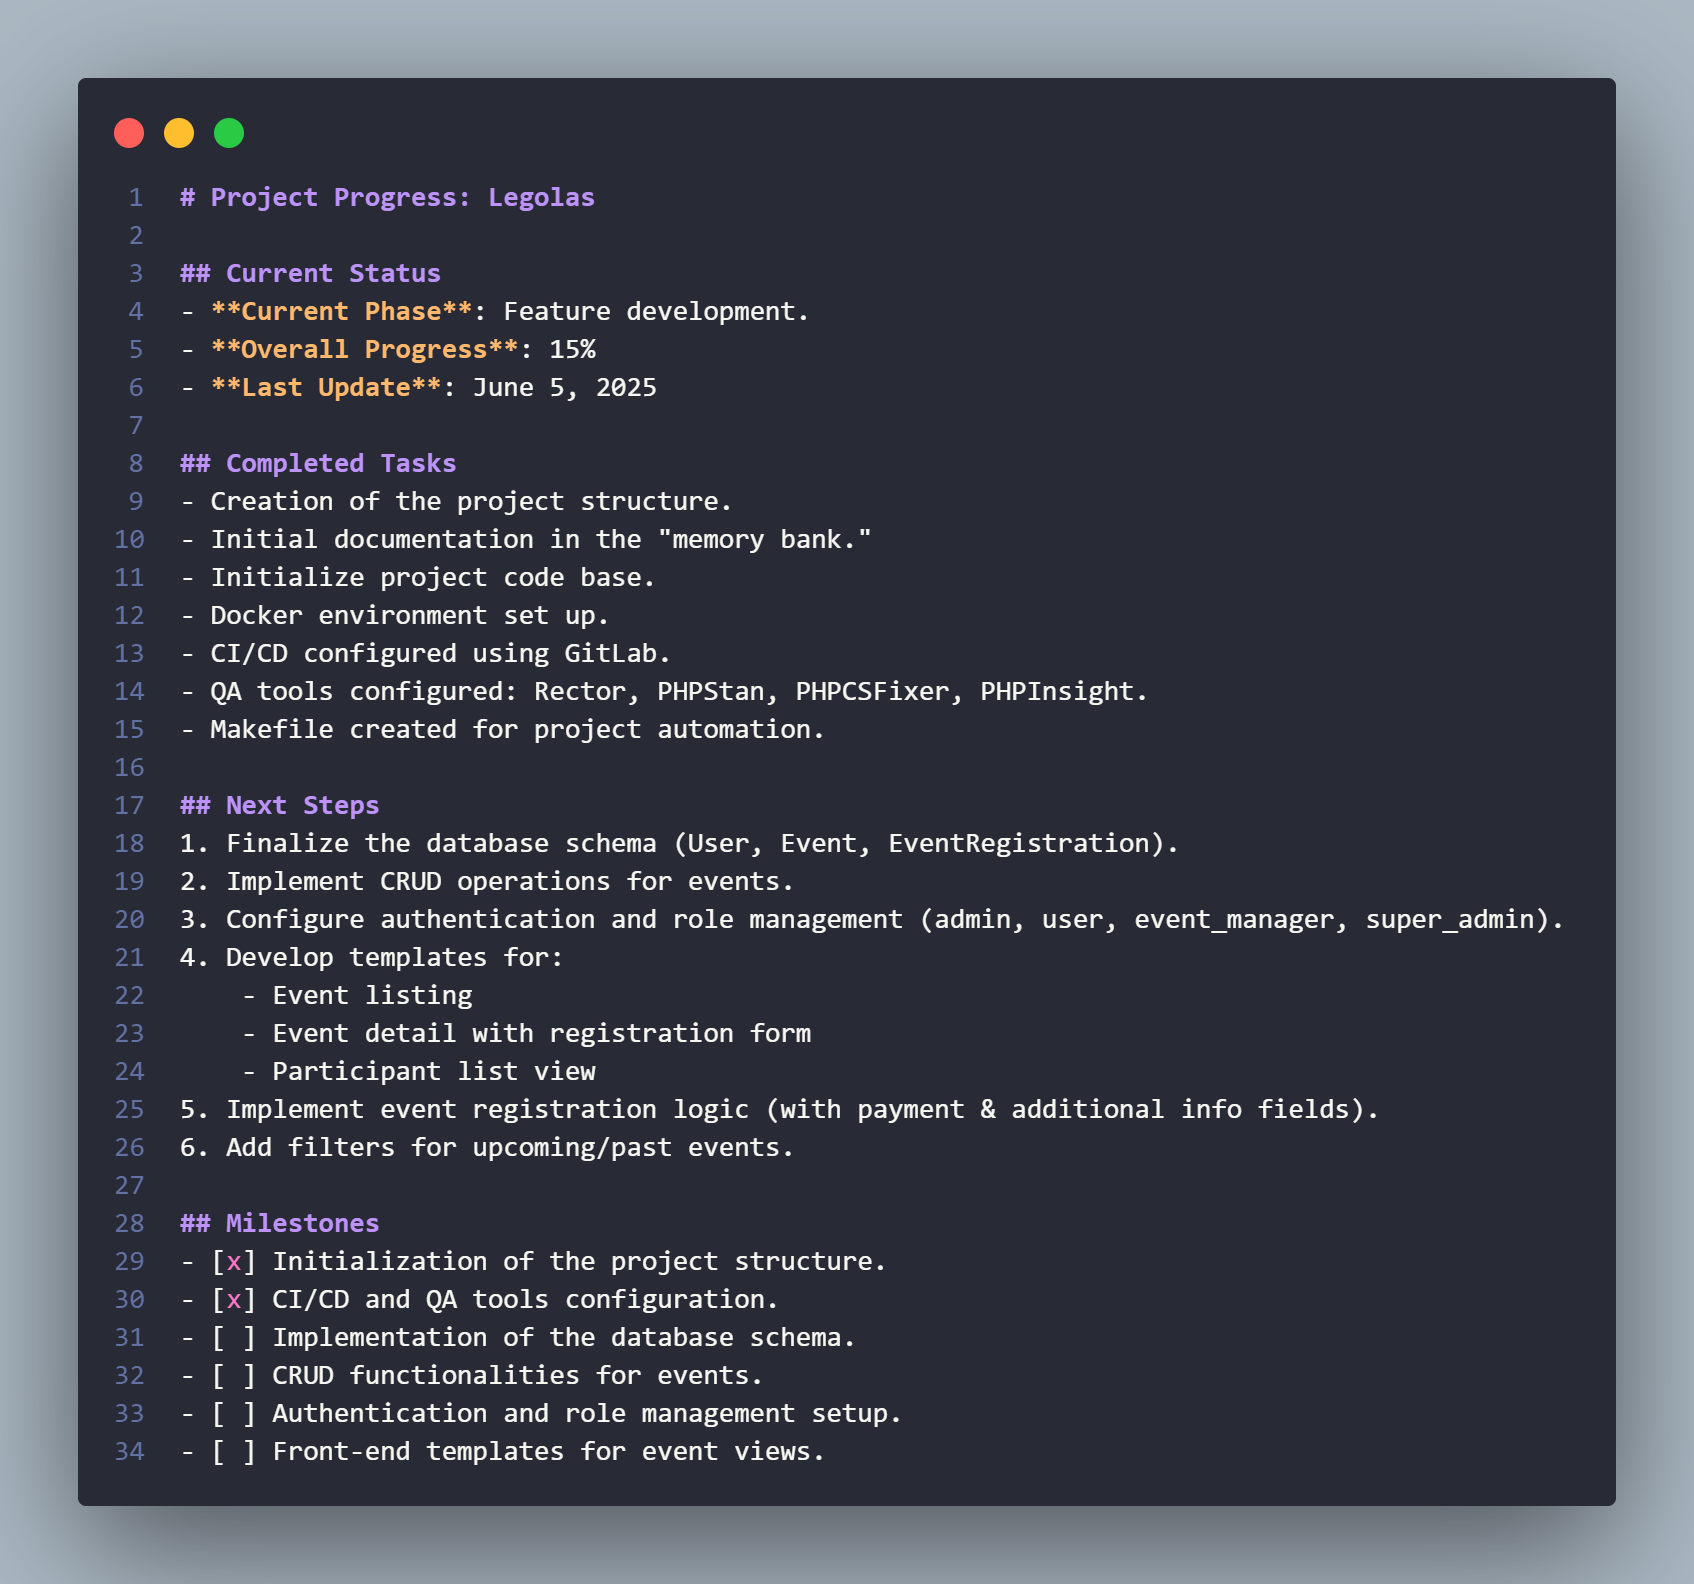 1 # Project Progress: Legolas
2
3 ## Current Status
4 - **Current Phase**: Feature development.
5 - **Overall Progress**: 15%
6 - **Last Update**: June 5, 2025
7
8 ## Completed Tasks
9 - Creation of the project structure.
10 - Initial documentation in the "memory bank."
11 - Initialize project code base.
12 - Docker environment set up.
13 - CI/CD configured using GitLab.
14 - QA tools configured: Rector, PHPStan, PHPCSFixer, PHPInsight.
15 - Makefile created for project automation.
16
17 ## Next Steps
18 1. Finalize the database schema (User, Event, EventRegistration).
19 2. Implement CRUD operations for events.
20 3. Configure authentication and role management (admin, user, event_manager, super_admin).
21 4. Develop templates for:
22     - Event listing
23     - Event detail with registration form
24     - Participant list view
25 5. Implement event registration logic (with payment & additional info fields).
26 6. Add filters for upcoming/past events.
27
28 ## Milestones
29 - [x] Initialization of the project structure.
30 - [x] CI/CD and QA tools configuration.
31 - [ ] Implementation of the database schema.
32 - [ ] CRUD functionalities for events.
33 - [ ] Authentication and role management setup.
34 - [ ] Front-end templates for event views.